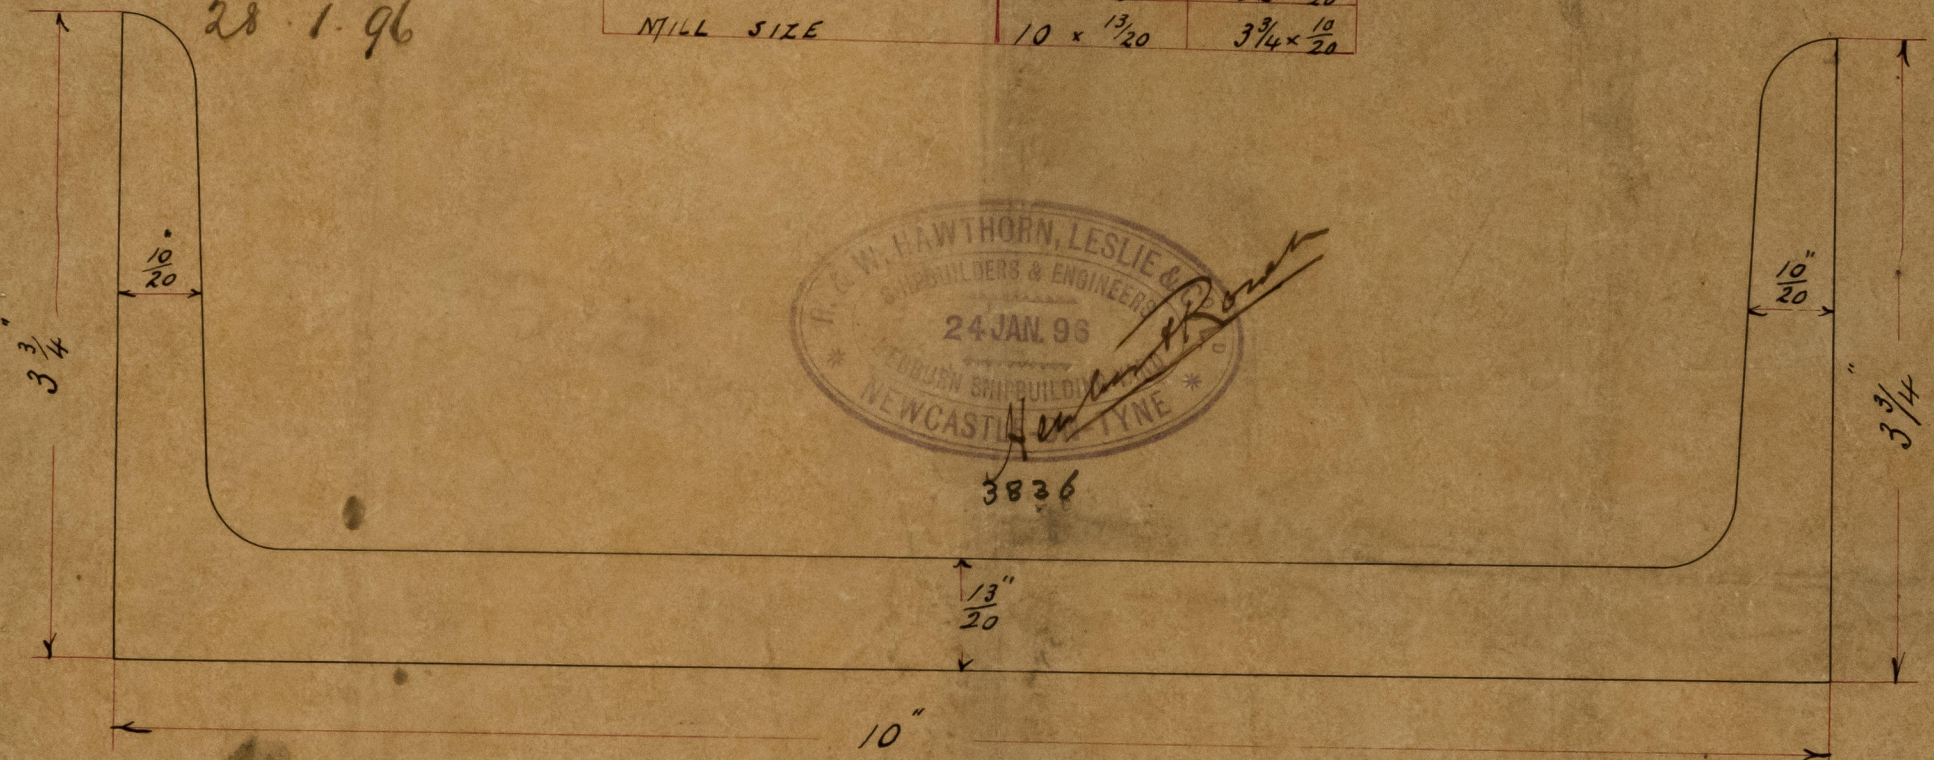 28.1.96
MILL SIZE 10 × 13/20 3 3/4 × 10/20
10/20"
10/20"
3 3/4"
3 3/4"
R. & W. HAWTHORN, LESLIE & CO. LD
SHIPBUILDERS & ENGINEERS
24 JAN. 96
HEBBURN SHIPBUILDING YARD
NEWCASTLE-ON-TYNE
3836
13/20"
10"